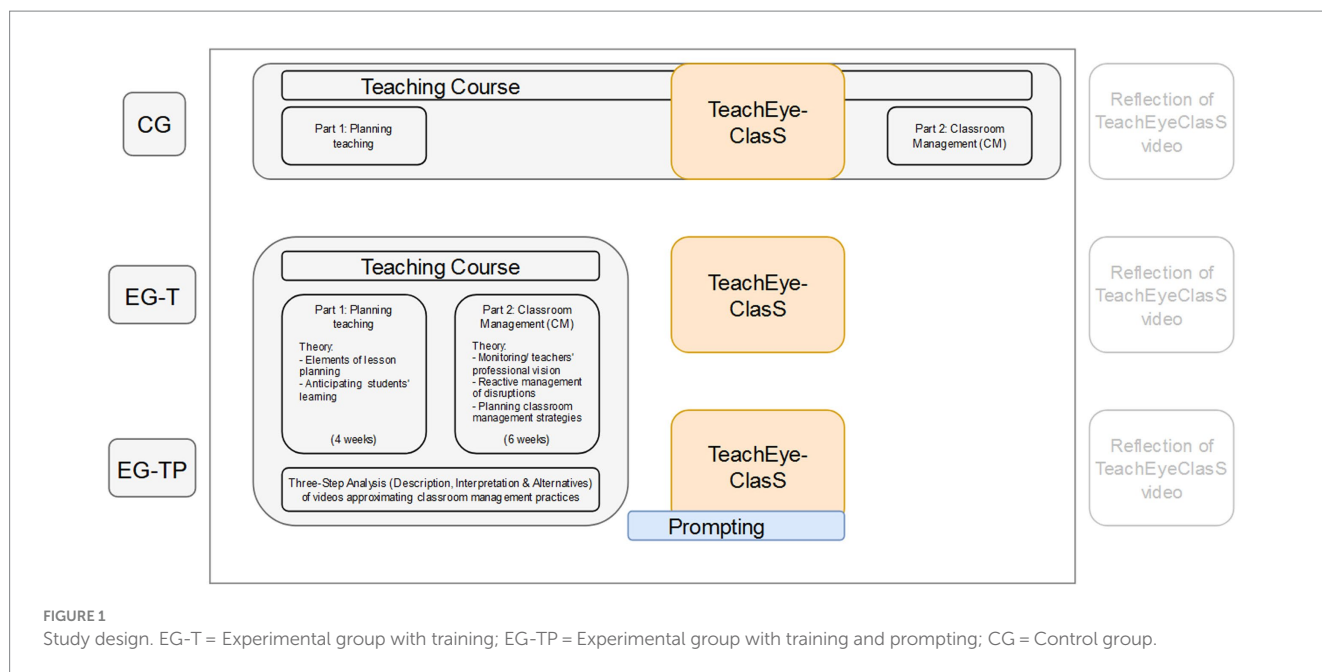 CG
Teaching Course
Part 1: Planning
teaching
TeachEye-
ClasS
Part 2: Classroom
Management (CM)
Reflection of
TeachEyeClasS
video
EG-T
EG-TP
Teaching Course
Part 1: Planning
teaching
Theory:
- Elements of lesson
planning
- Anticipating students'
learning
(4 weeks)
Part 2: Classroom
Management (CM)
Theory:
- Monitoring/ teachers'
professional vision
- Reactive management
of disruptions
- Planning classroom
management strategies
(6 weeks)
Three-Step Analysis (Description, Interpretation & Alternatives)
of videos approximating classroom management practices
TeachEye-
ClasS
Reflection of
TeachEyeClasS
video
TeachEye-
ClasS
Prompting
Reflection of
TeachEyeClasS
video
FIGURE 1
Study design. EG-T = Experimental group with training; EG-TP = Experimental group with training and prompting; CG = Control group.